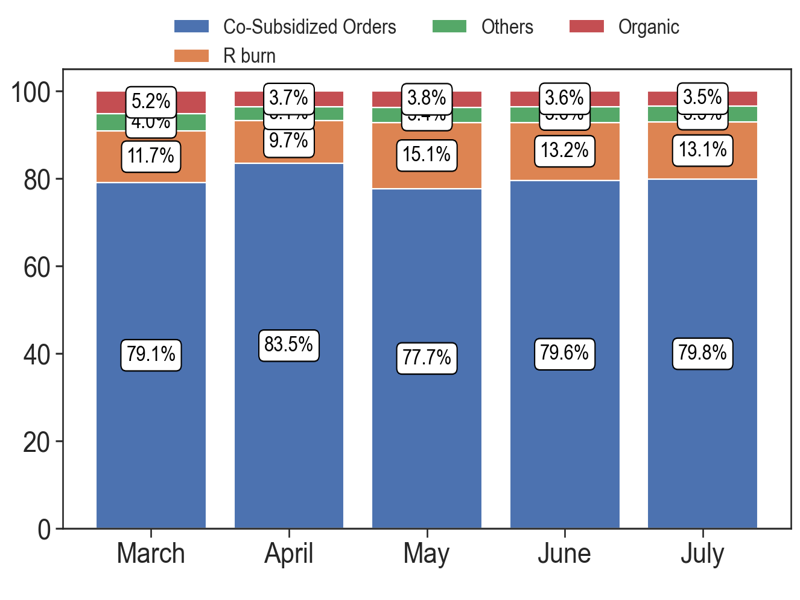 Co-Subsidized Orders Others Organic
R burn
100
80
60
40
20
0
5.2% 3.7% 3.8% 3.6% 3.5%
4.0%
11.7% 9.7% 15.1% 13.2% 13.1%
79.1% 83.5% 77.7% 79.6% 79.8%
March April May June July